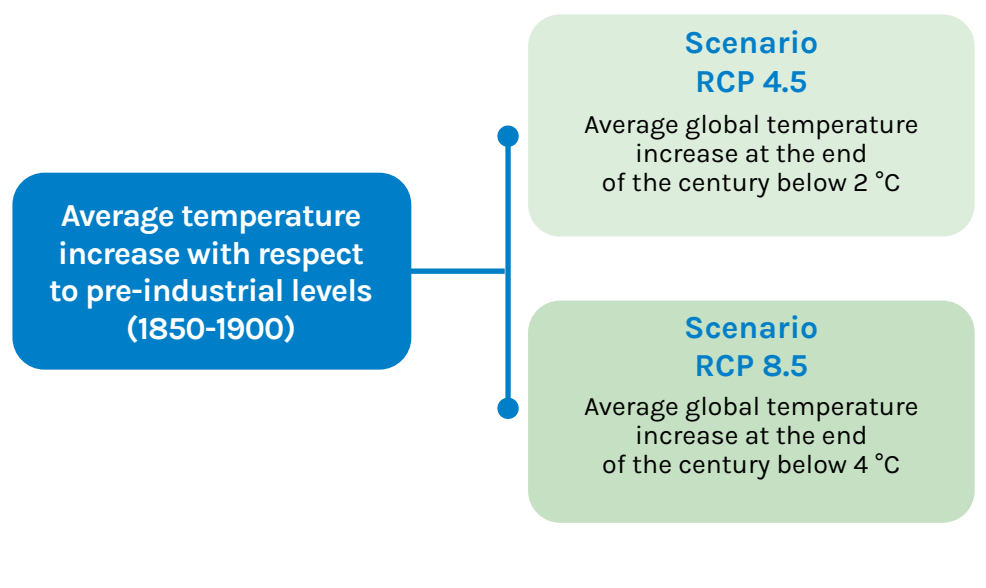 Average temperature
increase with respect
to pre-industrial levels
(1850-1900)
Scenario
RCP 4.5
Average global temperature
increase at the end
of the century below 2 °C
Scenario
RCP 8.5
Average global temperature
increase at the end
of the century below 4 °C